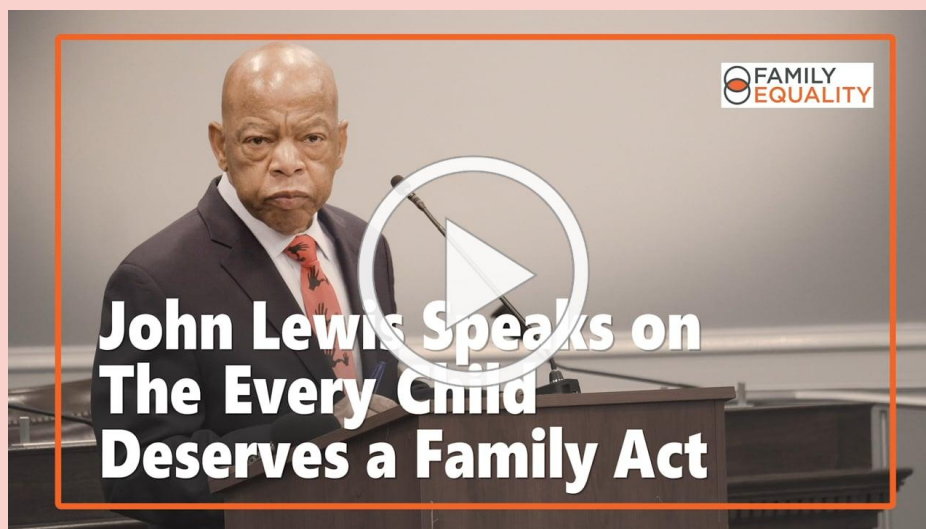 FAMILY
EQUALITY
John Lewis Speaks on
The Every Child
Deserves a Family Act